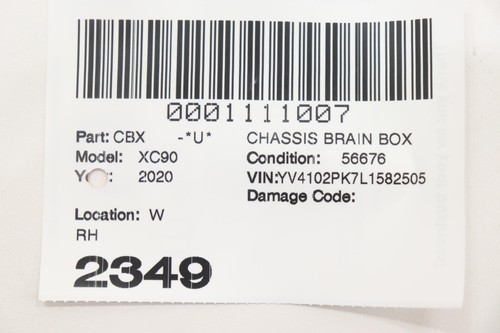 0001111007
Part: CBX -*U* CHASSIS BRAIN BOX
Model: XC90 Condition: 56676
2020 VIN:YV4102PK7L1582505
Damage Code:
Location: W
RH
2349